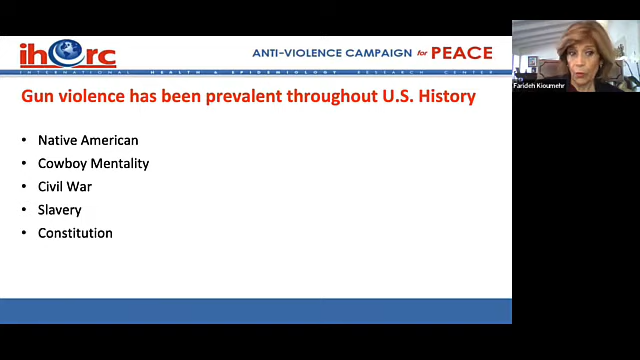 iherc
ANTI-VIOLENCE CAMPAIGN for PEACE
INTERNATIONAL HEALTH & EPIDEMIOLOGY RESEARCH CENTER
Gun violence has been prevalent throughout U.S. History
• Native American
• Cowboy Mentality
• Civil War
• Slavery
• Constitution
Farideh Kioumehr